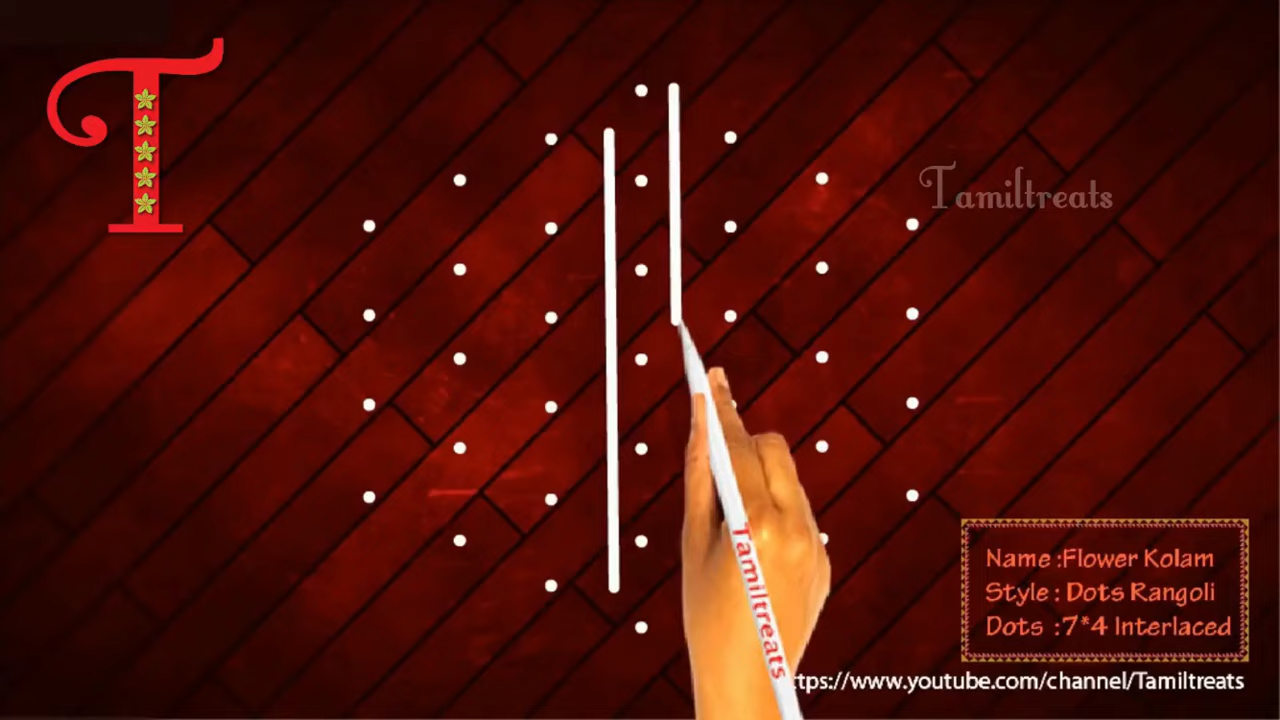 T
Tamiltreats
Tamiltreats
Name :Flower Kolam
Style : Dots Rangoli
Dots :7*4 Interlaced
tps://www.youtube.com/channel/Tamiltreats